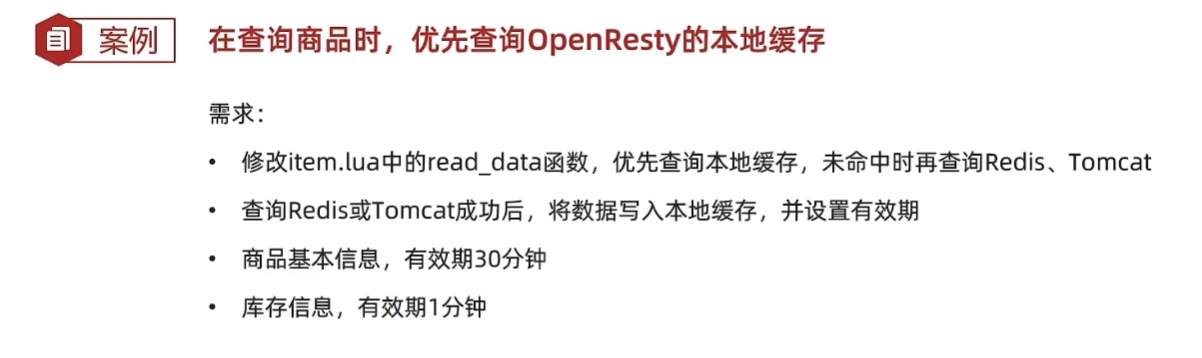 案例
在查询商品时，优先查询OpenResty的本地缓存
需求：
• 修改item.lua中的read_data函数，优先查询本地缓存，未命中时再查询Redis、Tomcat
• 查询Redis或Tomcat成功后，将数据写入本地缓存，并设置有效期
• 商品基本信息，有效期30分钟
• 库存信息，有效期1分钟